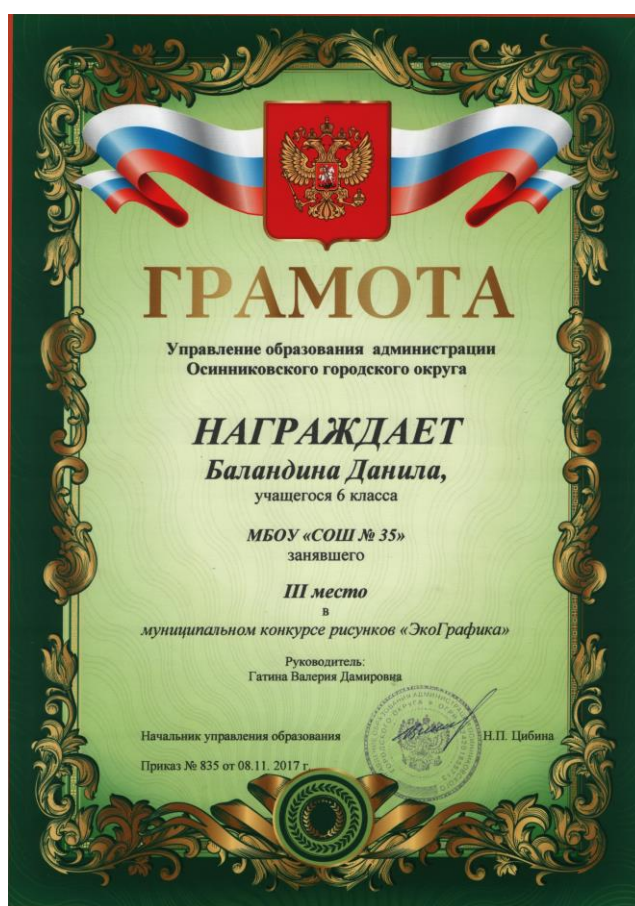 ГРАМОТА
Управление образования администрации
Осинниковского городского округа
НАГРАЖДАЕТ
Баландина Данила,
учащегося 6 класса
МБОУ «СОШ № 35»
занявшего
III место
в
муниципальном конкурсе рисунков «ЭкоГрафика»
Руководитель:
Гатина Валерия Дамировна
Начальник управления образования
Н.П. Цибина
Приказ № 835 от 08.11. 2017 г.